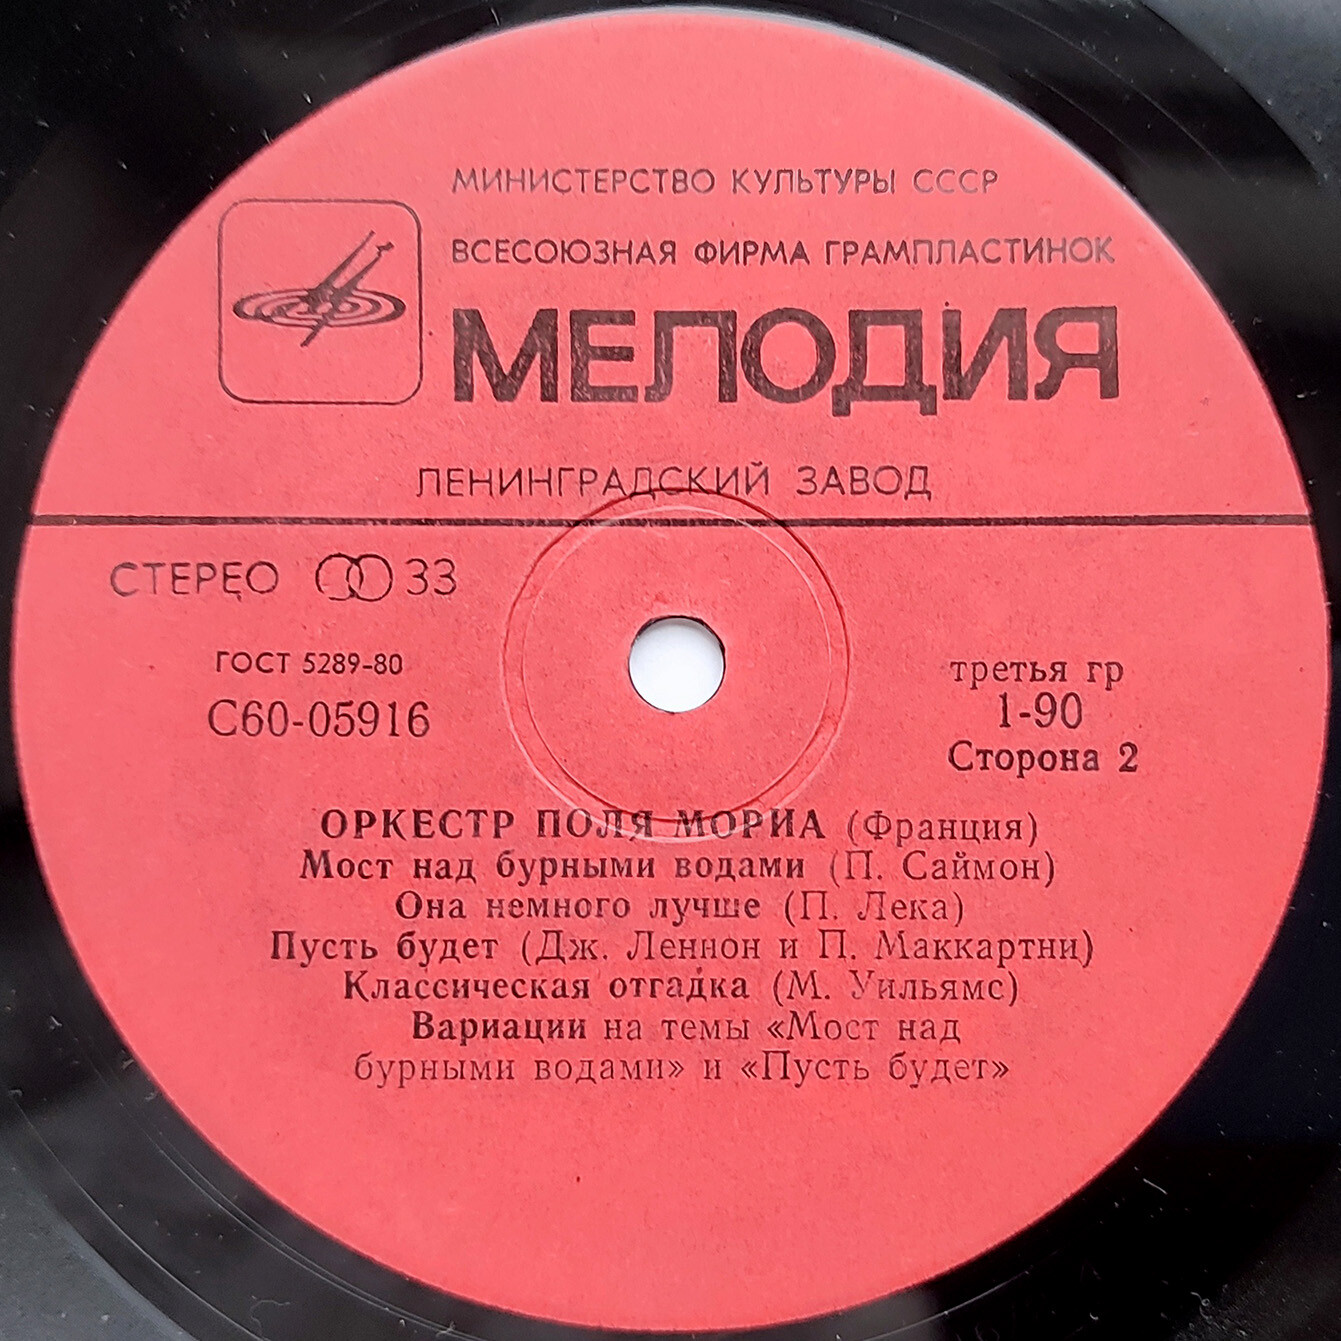 МИНИСТЕРСТВО КУЛЬТУРЫ СССР
ВСЕСОЮЗНАЯ ФИРМА ГРАМПЛАСТИНОК
МЕЛОДИЯ
ЛЕНИНГРАДСКИЙ ЗАВОД
СТЕРЕО 33
ГОСТ 5289-80
С60-05916
третья гр
1-90
Сторона 2
ОРКЕСТР ПОЛЯ МОРИА (Франция)
Мост над бурными водами (П. Саймон)
Она немного лучше (П. Лека)
Пусть будет (Дж. Леннон и П. Маккартни)
Классическая отгадка (М. Уильямс)
Вариации на темы «Мост над
бурными водами» и «Пусть будет»